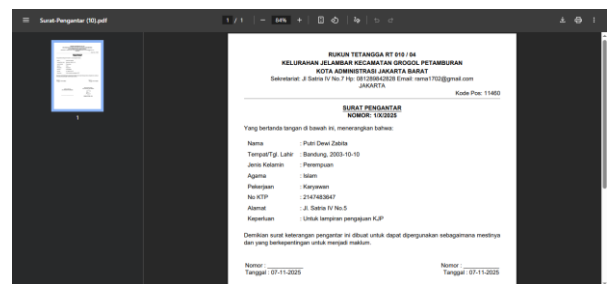 Surat-Pengantar (10).pdf
1 / 1
64%
1
RUKUN TETANGGA RT 010 / 04
KELURAHAN JELAMBAR KECAMATAN GROGOL PETAMBURAN
KOTA ADMINISTRASI JAKARTA BARAT
Sekretariat: Jl Satria IV No.7 Hp: 081289842828 Email: rama1702@gmail.com
JAKARTA
Kode Pos: 11460
SURAT PENGANTAR
NOMOR: 1/X/2025
Yang bertanda tangan di bawah ini, menerangkan bahwa:
Nama : Putri Dewi Zabita
Tempat/Tgl. Lahir : Bandung, 2003-10-10
Jenis Kelamin : Perempuan
Agama : Islam
Pekerjaan : Karyawan
No KTP : 2147483647
Alamat : Jl. Satria IV No.5
Keperluan : Untuk lampiran pengajuan KJP
Demikian surat keterangan pengantar ini dibuat untuk dapat dipergunakan sebagaimana mestinya
dan yang berkepentingan untuk menjadi maklum.
Nomor : ____________ Nomor : ____________
Tanggal : 07-11-2025 Tanggal : 07-11-2025